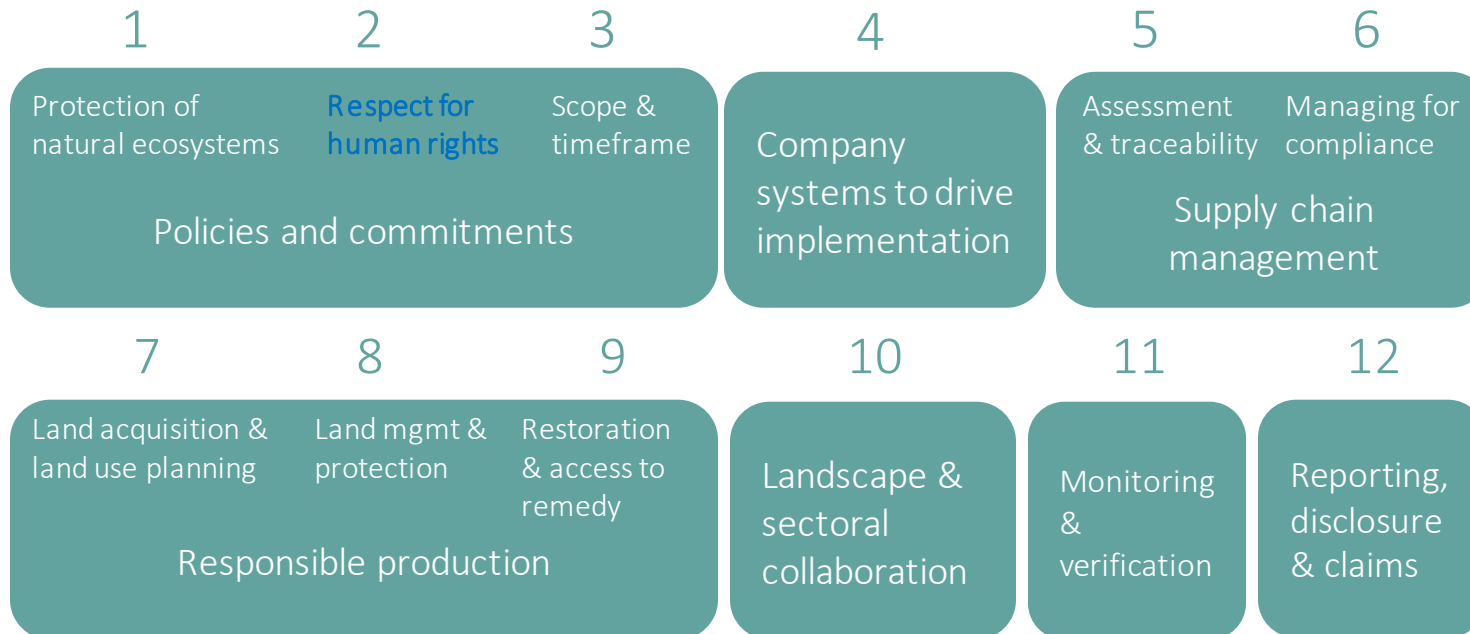 1
2
3
4
5
6
Protection of
natural ecosystems
Respect for
human rights
Scope &
timeframe
Policies and commitments
Company
systems to drive
implementation
Assessment
& traceability
Managing for
compliance
Supply chain
management
7
8
9
10
11
12
Land acquisition &
land use planning
Land mgmt &
protection
Restoration
& access to
remedy
Responsible production
Landscape &
sectoral
collaboration
Monitoring
&
verification
Reporting,
disclosure
& claims